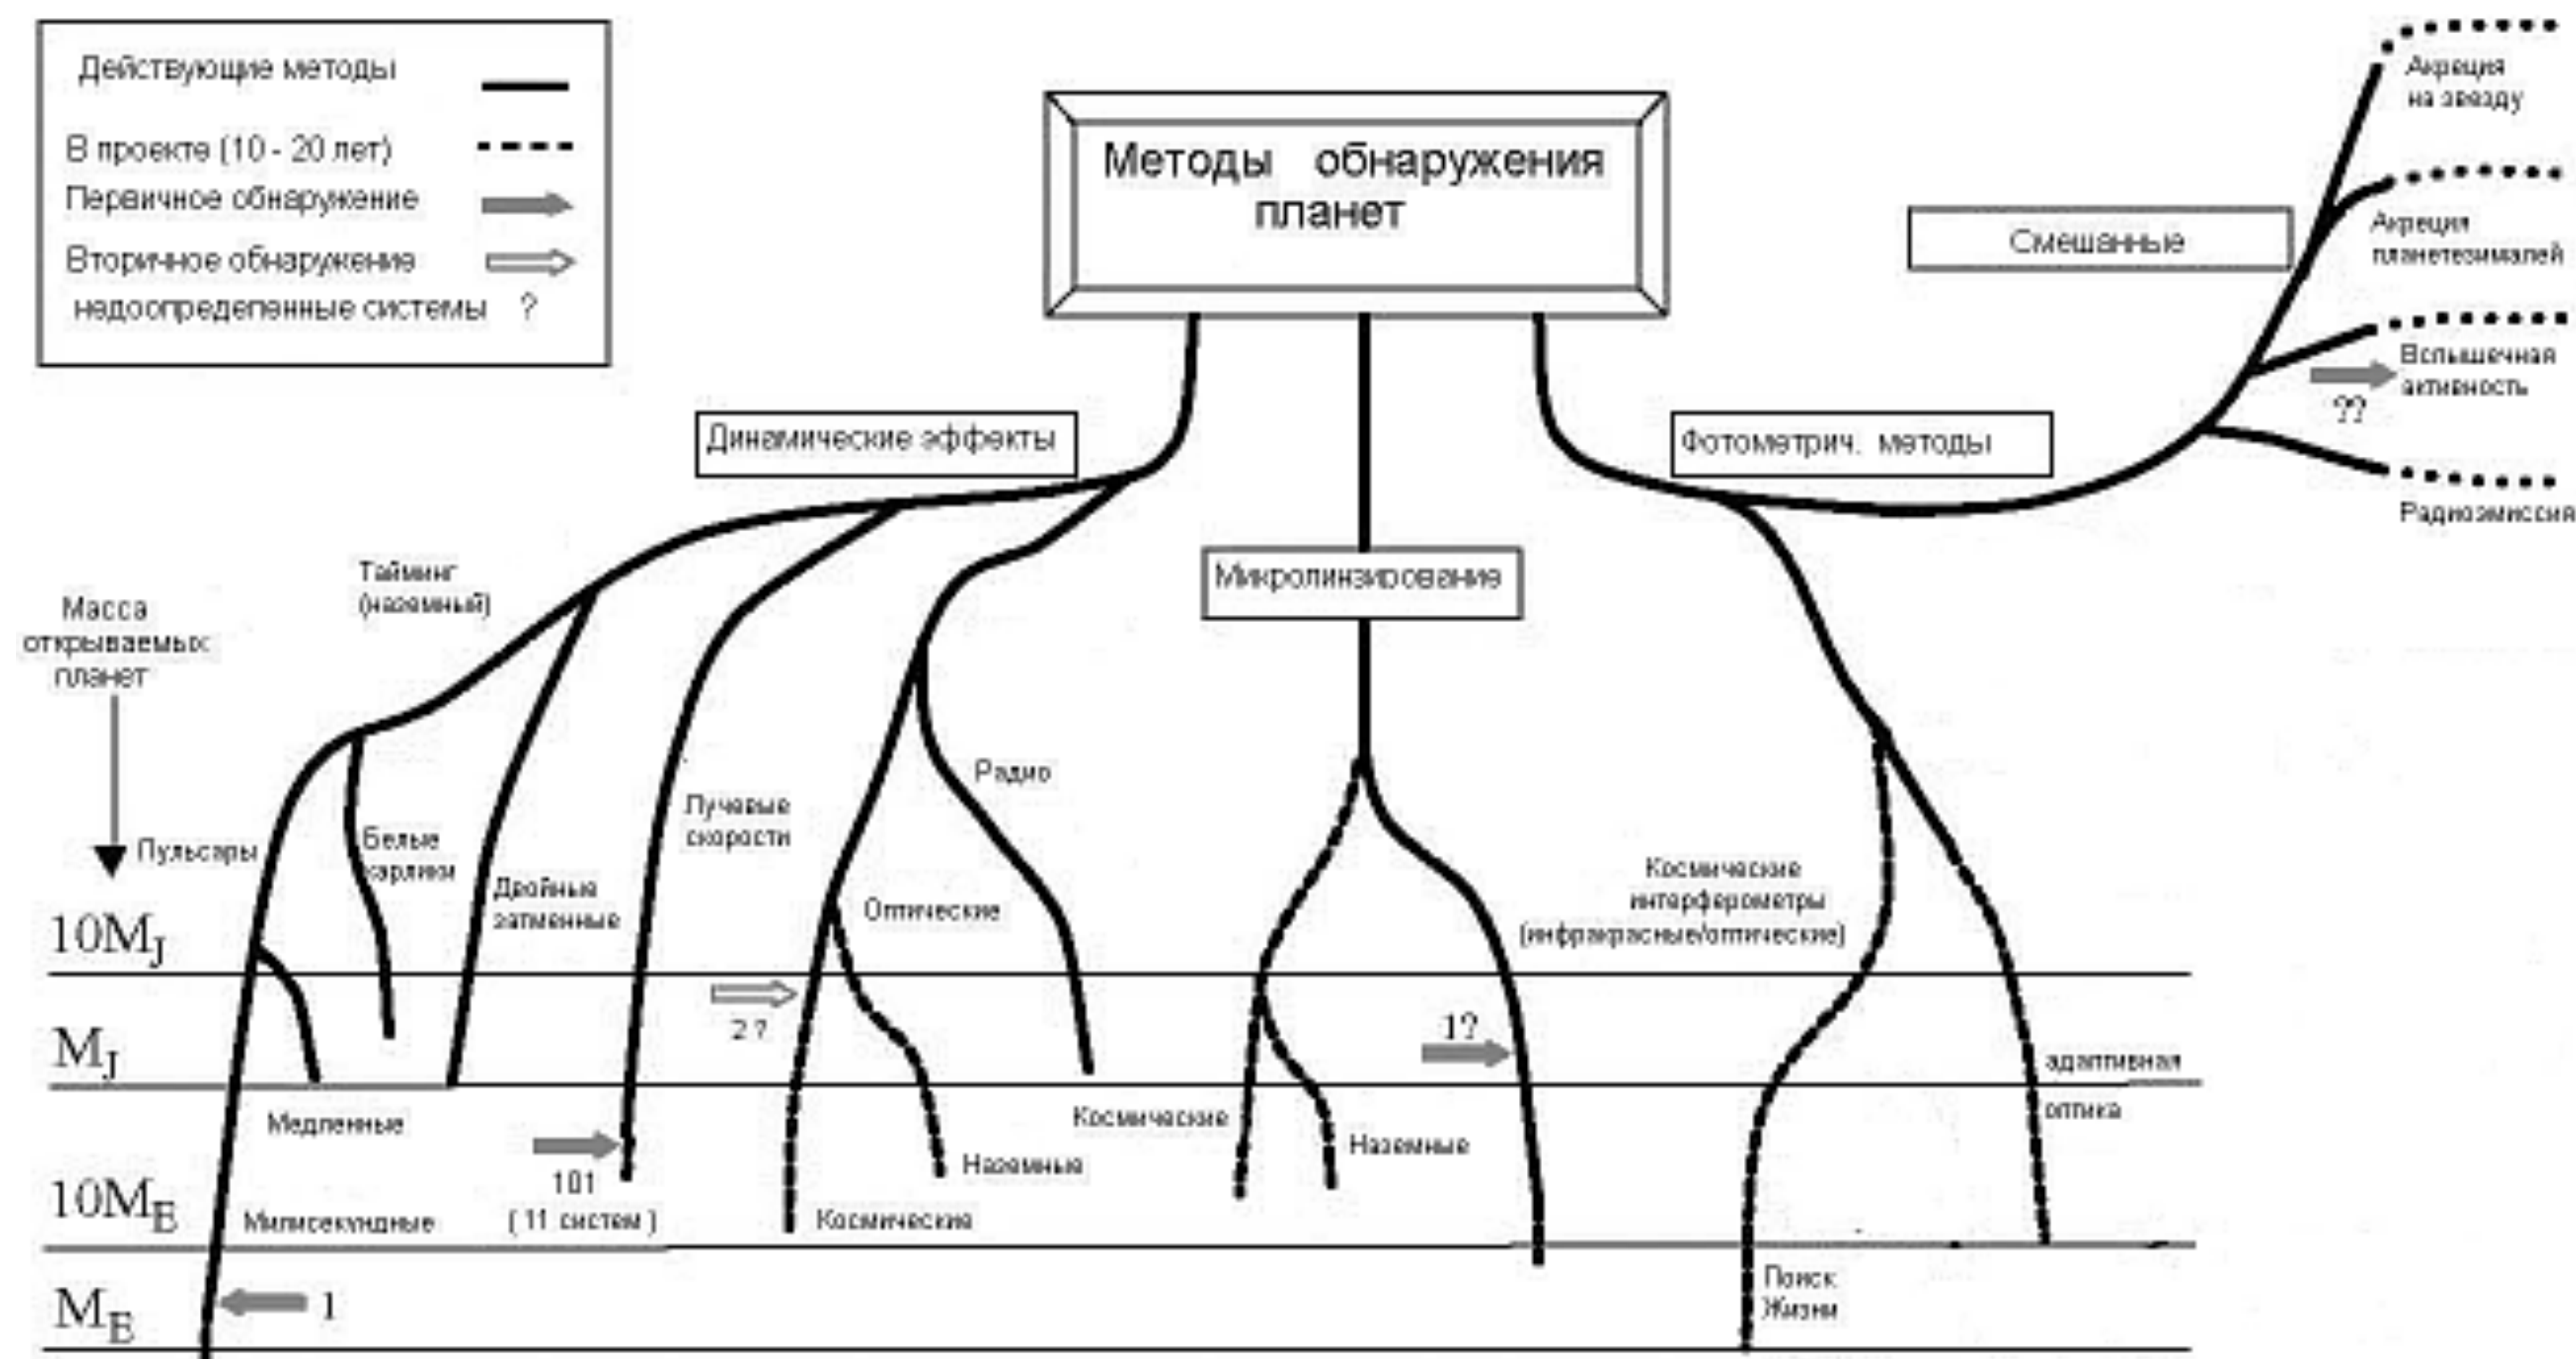 Действующие методы
В проекте (10 - 20 лет)
Первичное обнаружение
Вторичное обнаружение
недоопределенные системы ?
Методы обнаружения
планет
Смешанные
Акреция
на звезду
Акреция
планетезималей
Вспышечная
активность
??
Радиоэмиссия
Динамические эффекты
Фотометрич. методы
Микролинзирование
Тайминг
(наземный)
Масса
открываемых
планет
Пульсары
Белые
карлики
Двойные
затменные
Лучевые
скорости
Радио
Оптические
Космические
интерферометры
(инфракрасные/оптические)
10MJ
2 ?
1?
MJ
адаптивная
оптика
Медленные
Космические
Наземные
101
( 11 систем )
Наземные
10ME
Милисекундные
Космические
Поиск
Жизни
ME
1